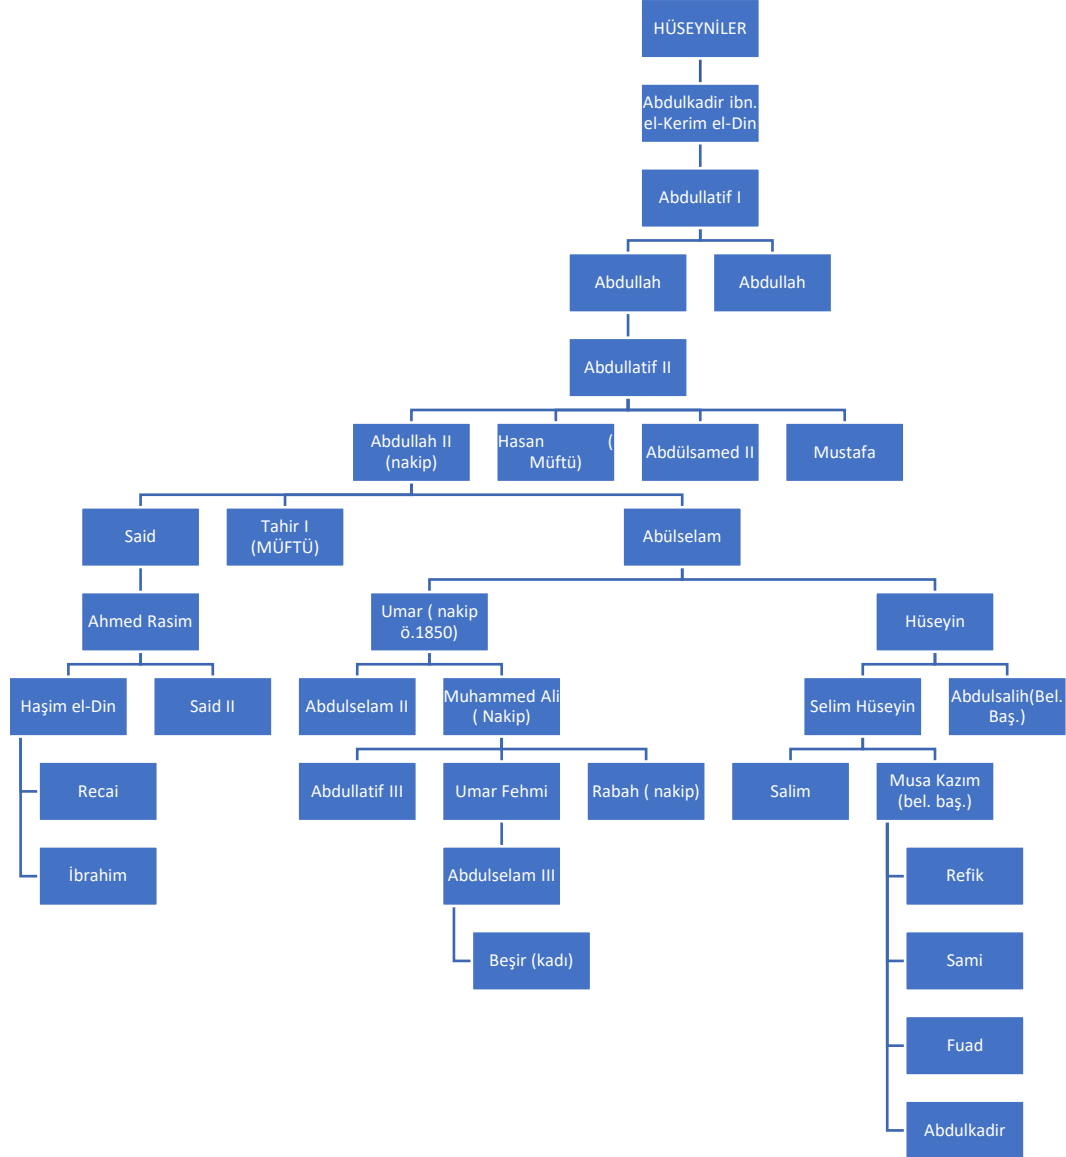 HÜSEYNİLER
Abdulkadir ibn.
el-Kerim el-Din
Abdullatif I
Abdullah
Abdullah
Abdullatif II
Abdullah II
(nakip)
Hasan (
Müftü)
Abdülsamed II
Mustafa
Said
Tahir I
(MÜFTÜ)
Abülselam
Ahmed Rasim
Umar ( nakip
ö.1850)
Hüseyin
Haşim el-Din
Said II
Abdulselam II
Muhammed Ali
( Nakip)
Selim Hüseyin
Abdulsalih(Bel.
Baş.)
Recai
Abdullatif III
Umar Fehmi
Rabah ( nakip)
Salim
Musa Kazım
(bel. baş.)
İbrahim
Abdulselam III
Refik
Beşir (kadı)
Sami
Fuad
Abdulkadir